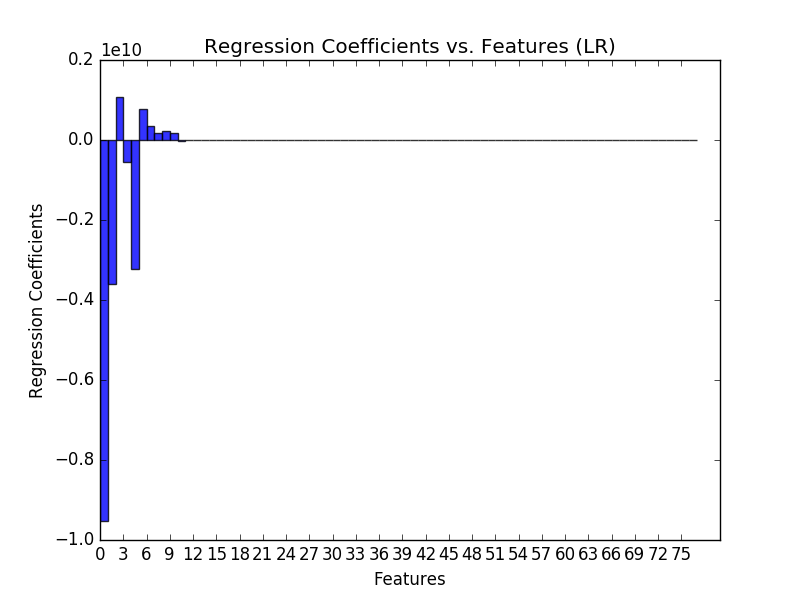 Regression Coefficients vs. Features (LR)
1e10
0.2
0.0
−0.2
−0.4
−0.6
−0.8
−1.0
Regression Coefficients
0 3 6 9 12 15 18 21 24 27 30 33 36 39 42 45 48 51 54 57 60 63 66 69 72 75
Features